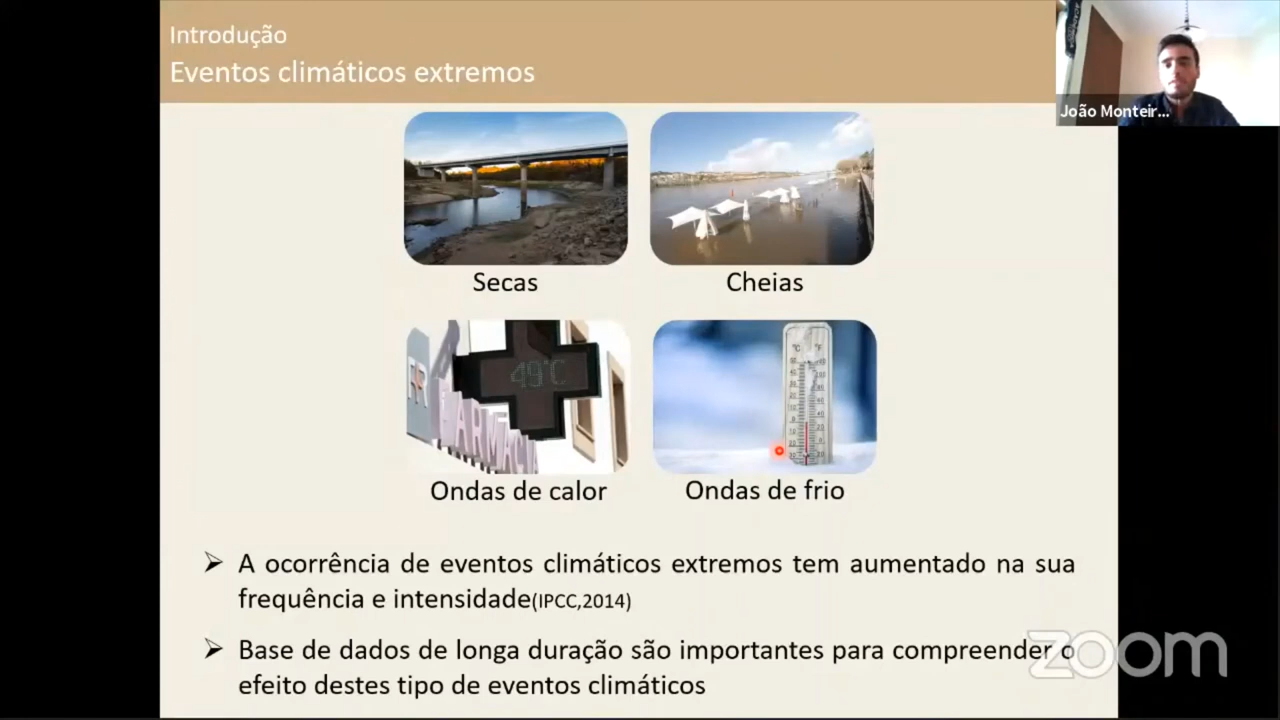 Introdução
Eventos climáticos extremos
João Monteir...
Secas
Cheias
49°C
FARMACI
°C °F
Ondas de calor
Ondas de frio
A ocorrência de eventos climáticos extremos tem aumentado na sua
frequência e intensidade(IPCC,2014)
Base de dados de longa duração são importantes para compreender o
efeito destes tipo de eventos climáticos
zoom